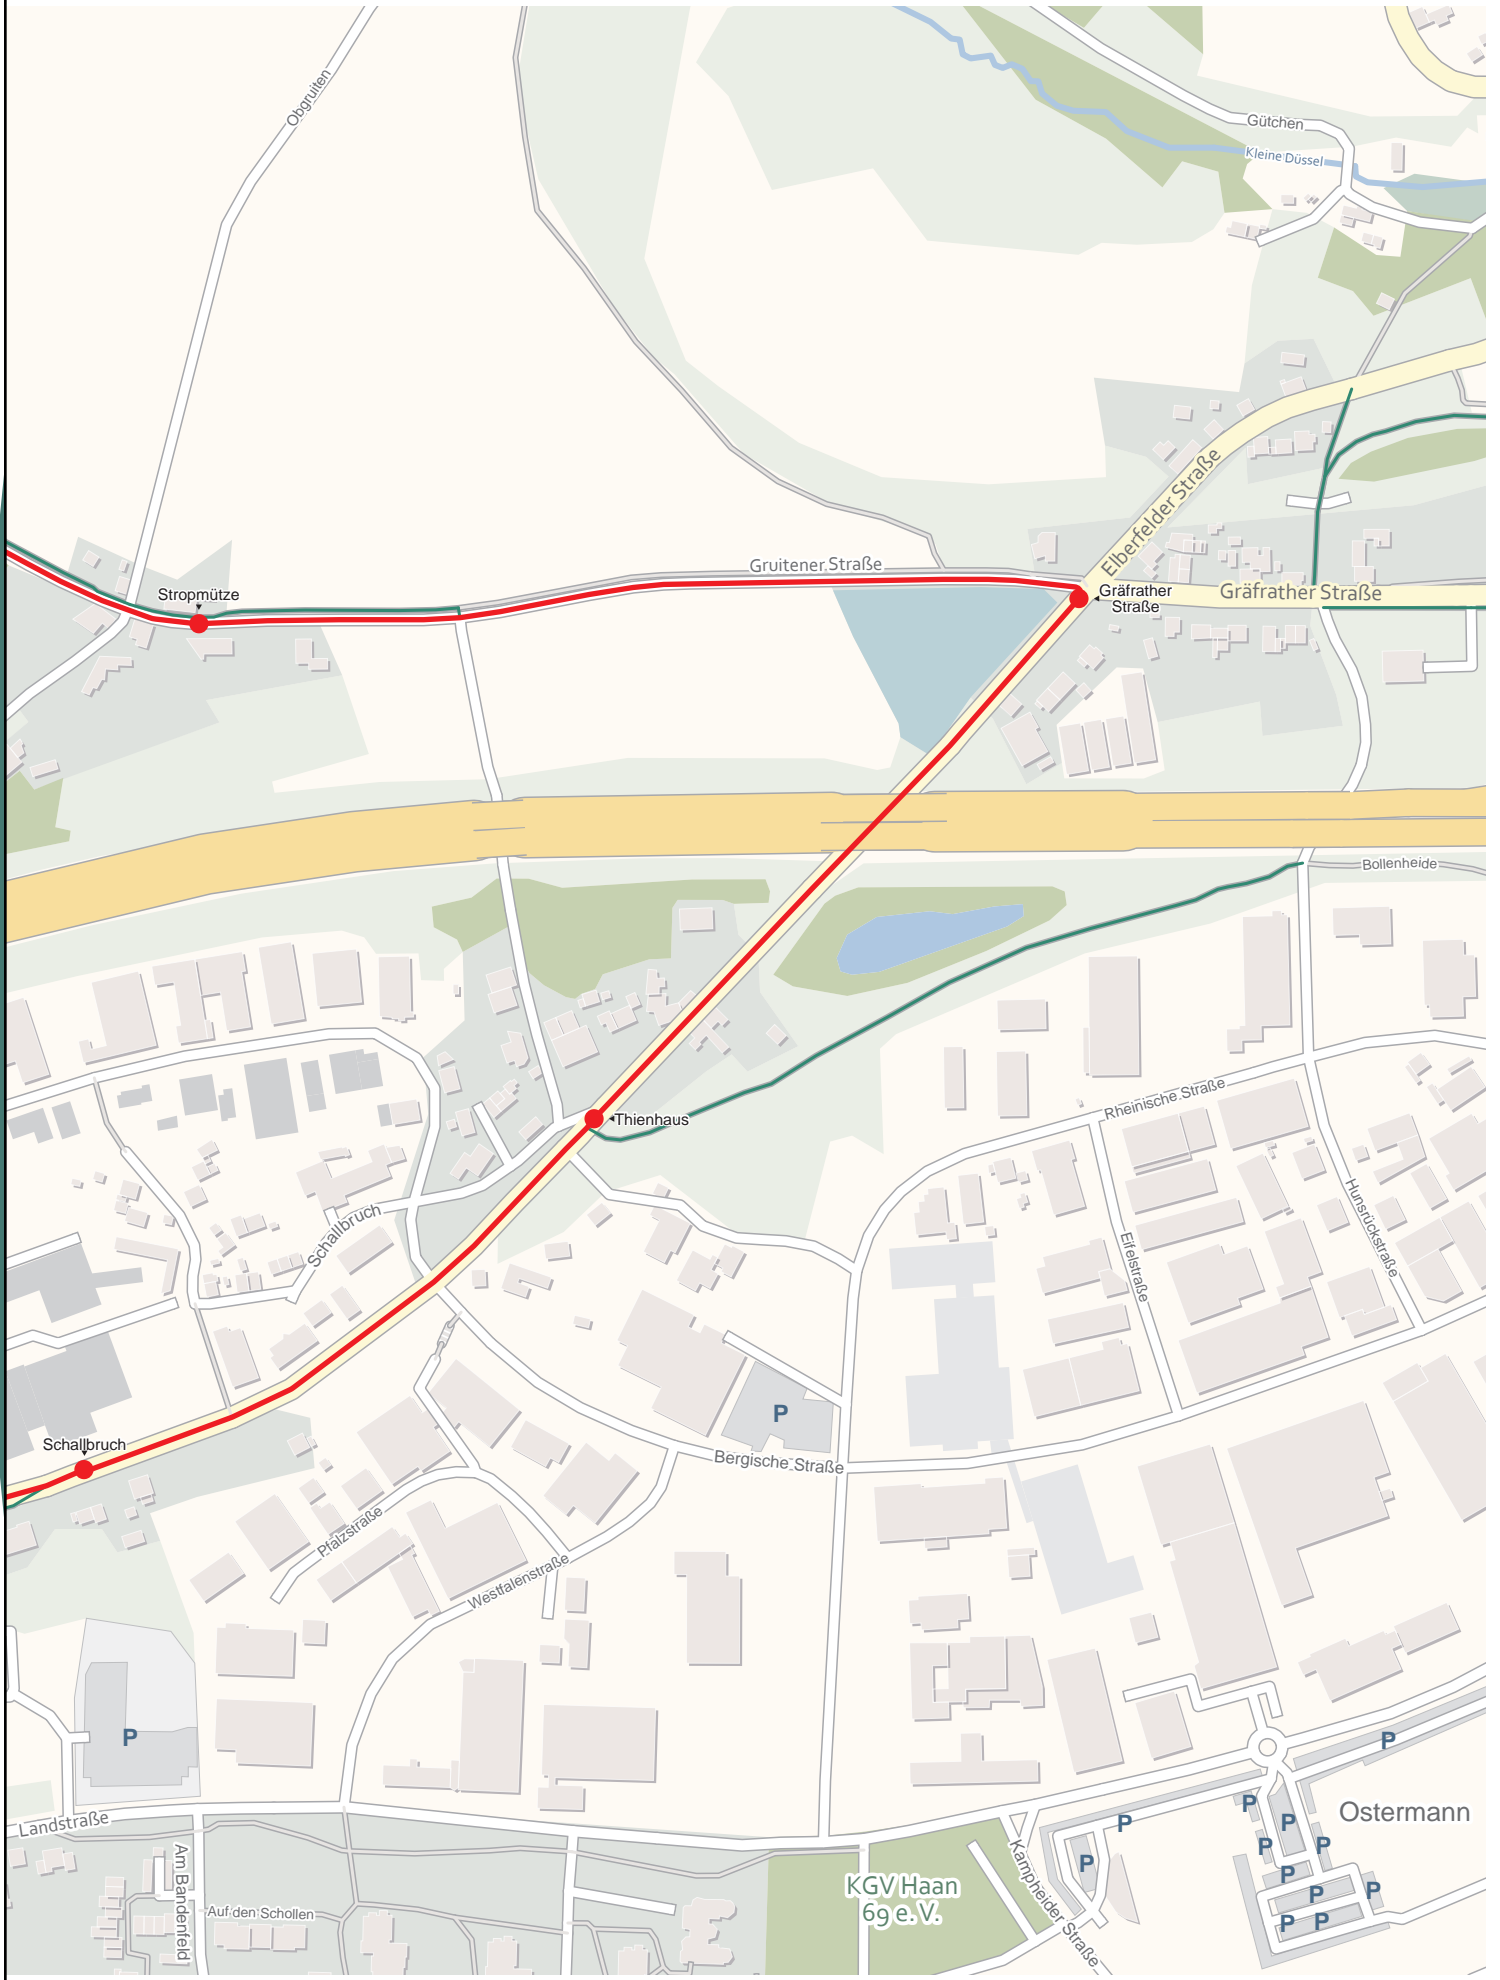 Obgruiten
Gütchen
Kleine Düssel
Elberfelder Straße
Gruitener Straße
Stropmütze
Gräfrather
Straße
Gräfrather Straße
Bollenheide
Thienhaus
Rheinische Straße
Hunsrückstraße
Schallbruch
Eifelstraße
P
Schallbruch
Bergische Straße
Pfalzstraße
Westfalenstraße
P
P
Landstraße
P
P
P
Ostermann
P
P
P
P
P
P
P
P
KGV Haan
69 e. V.
Kampheider Straße
Am Bandenfeld
Auf den Schollen